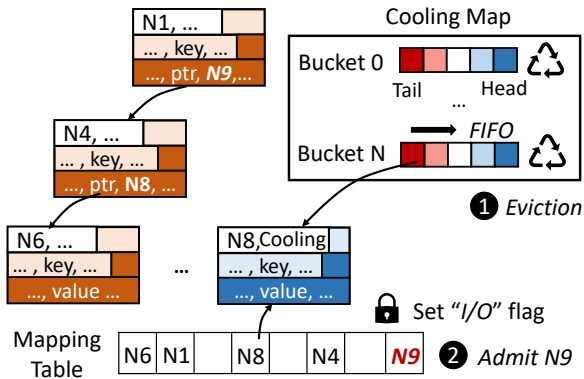 Cooling Map
N1, ...
... , key, ...
..., ptr, N9,...
Bucket 0
Tail
Head
...
FIFO
Bucket N
N4, ...
... , key, ...
..., ptr, N8, ...
1 Eviction
N6, ...
... , key, ...
..., value ...
...
N8,Cooling
... , key, ...
..., value, ...
Set "I/O" flag
Mapping
Table
N6 N1 N8 N4 N9
2 Admit N9